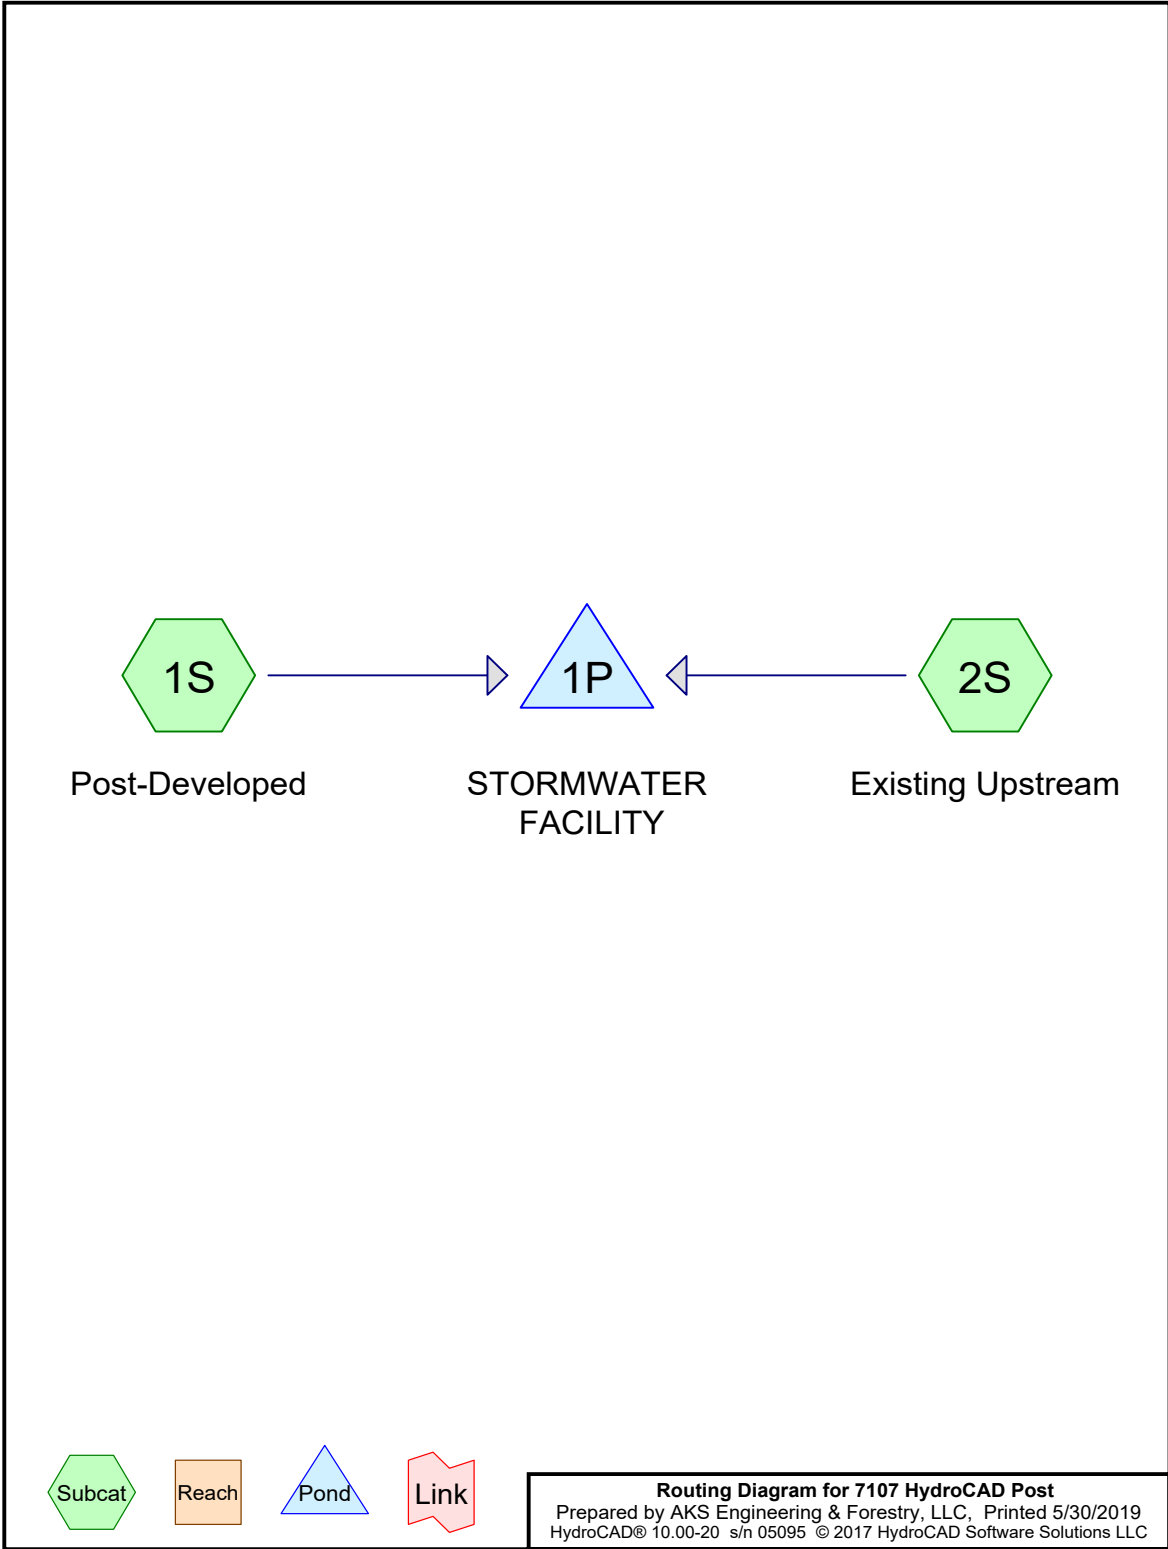 1S
1P
2S
Post-Developed
STORMWATER
FACILITY
Existing Upstream
Subcat
Reach
Pond
Link
Routing Diagram for 7107 HydroCAD Post
Prepared by AKS Engineering & Forestry, LLC, Printed 5/30/2019
HydroCAD® 10.00-20 s/n 05095 © 2017 HydroCAD Software Solutions LLC